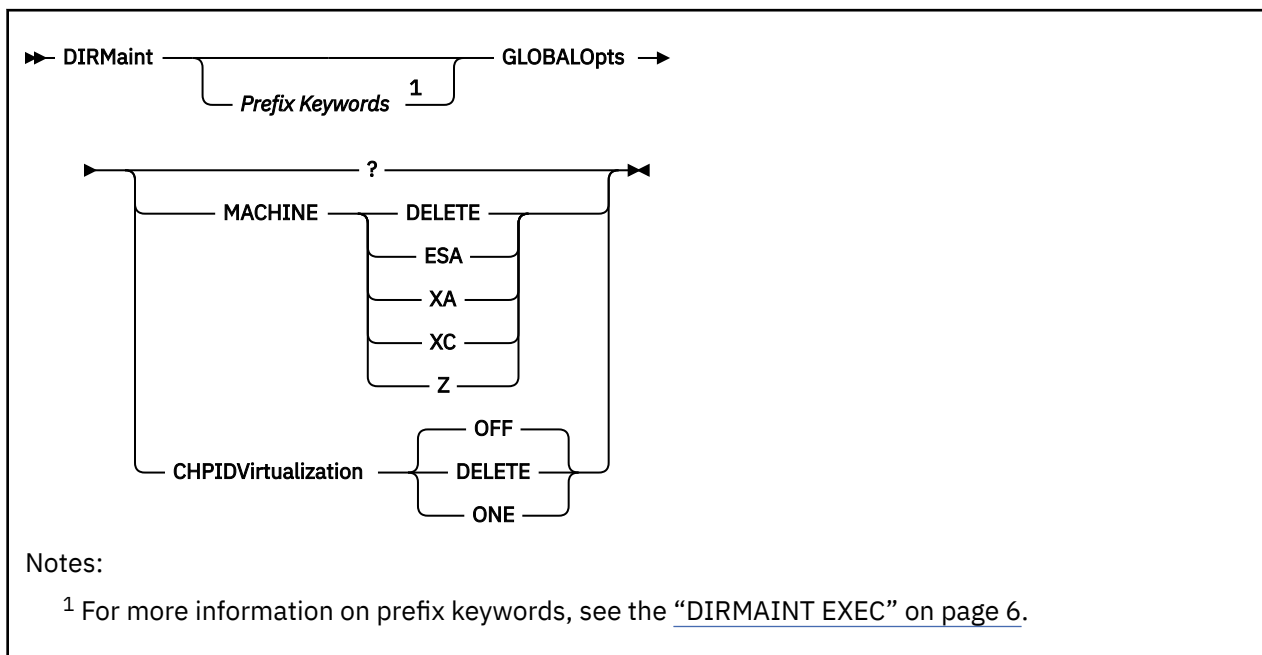 DIRMaint GLOBALOpts
Prefix Keywords 1
?
MACHINE DELETE
ESA
XA
XC
Z
OFF
CHPIDVirtualization DELETE
ONE
Notes:
1 For more information on prefix keywords, see the “DIRMAINT EXEC” on page 6.